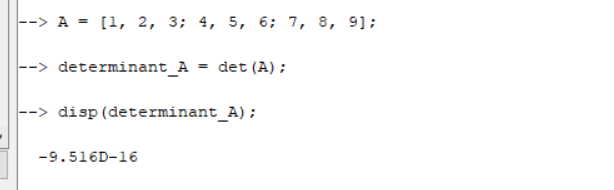 --> A = [1, 2, 3; 4, 5, 6; 7, 8, 9];
--> determinant_A = det(A);
--> disp(determinant_A);
-9.516D-16